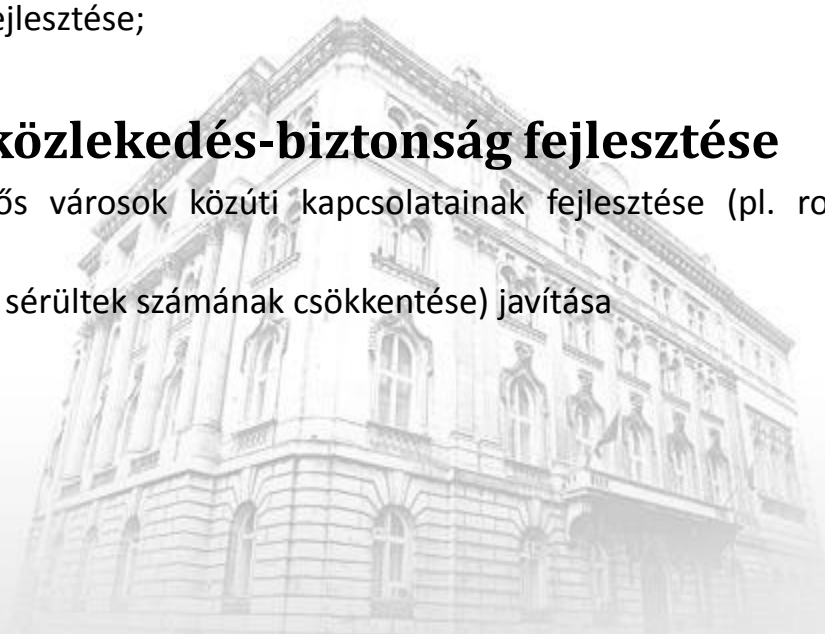 ejlesztése;
közlekedés-biztonság fejlesztése
ős városok közúti kapcsolatainak fejlesztése (pl. ro
sérültek számának csökkentése) javítása